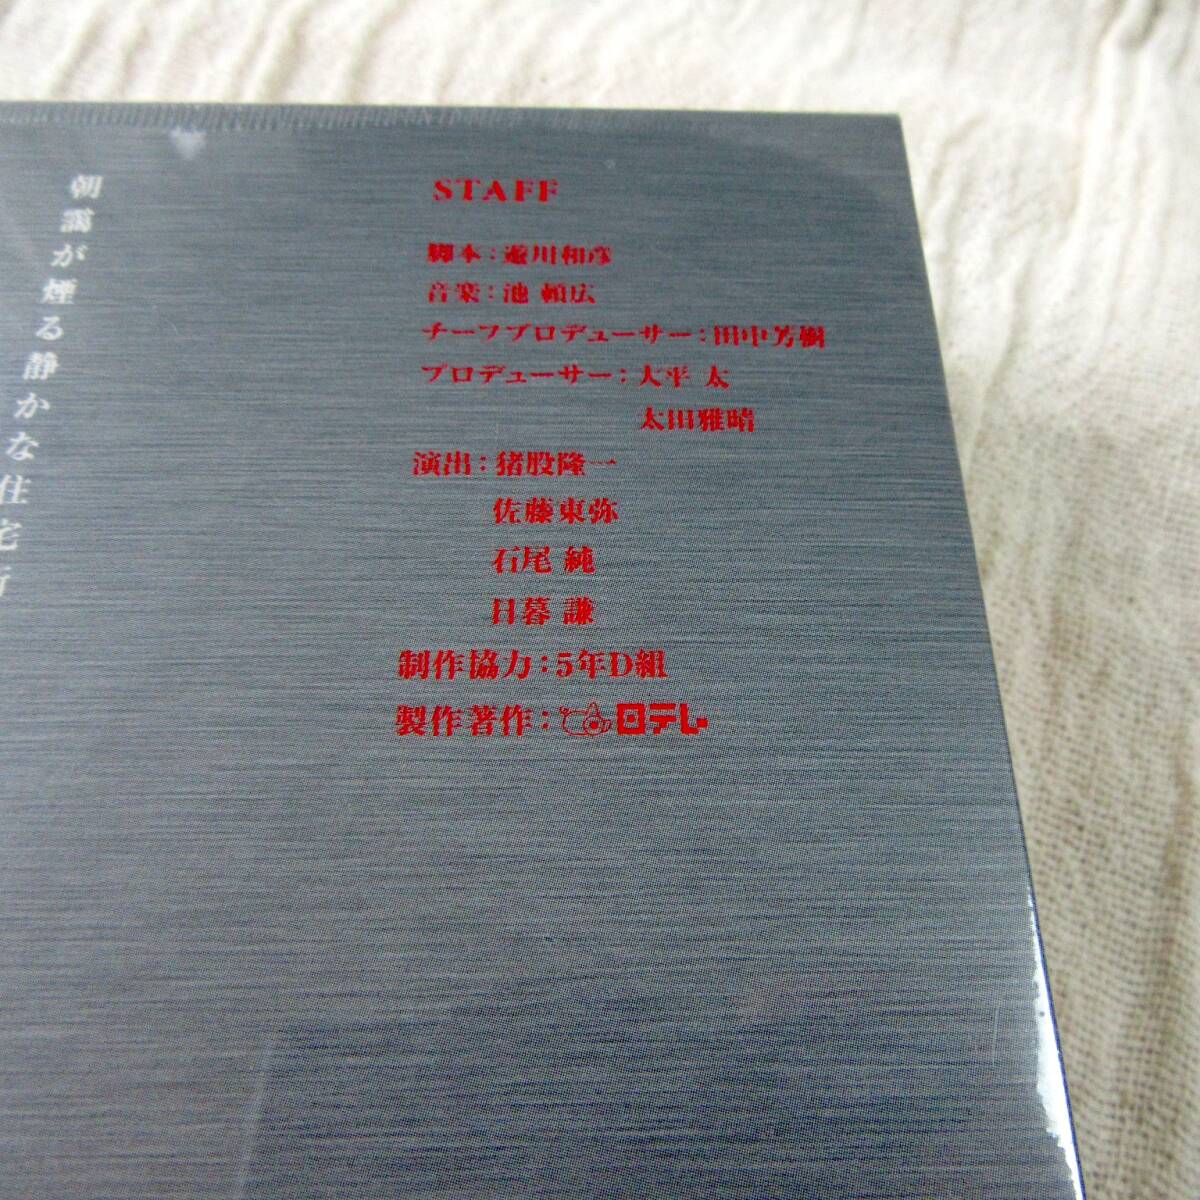 STAFF
脚本：遊川和彦
音楽：池 頼広
チーフプロデューサー：田中芳樹
プロデューサー：大平 太
太田雅晴
演出：猪股隆一
佐藤東弥
石尾 純
日暮 謙
制作協力：5年D組
製作著作：日テレ
朝靄が煙る静かな住宅街